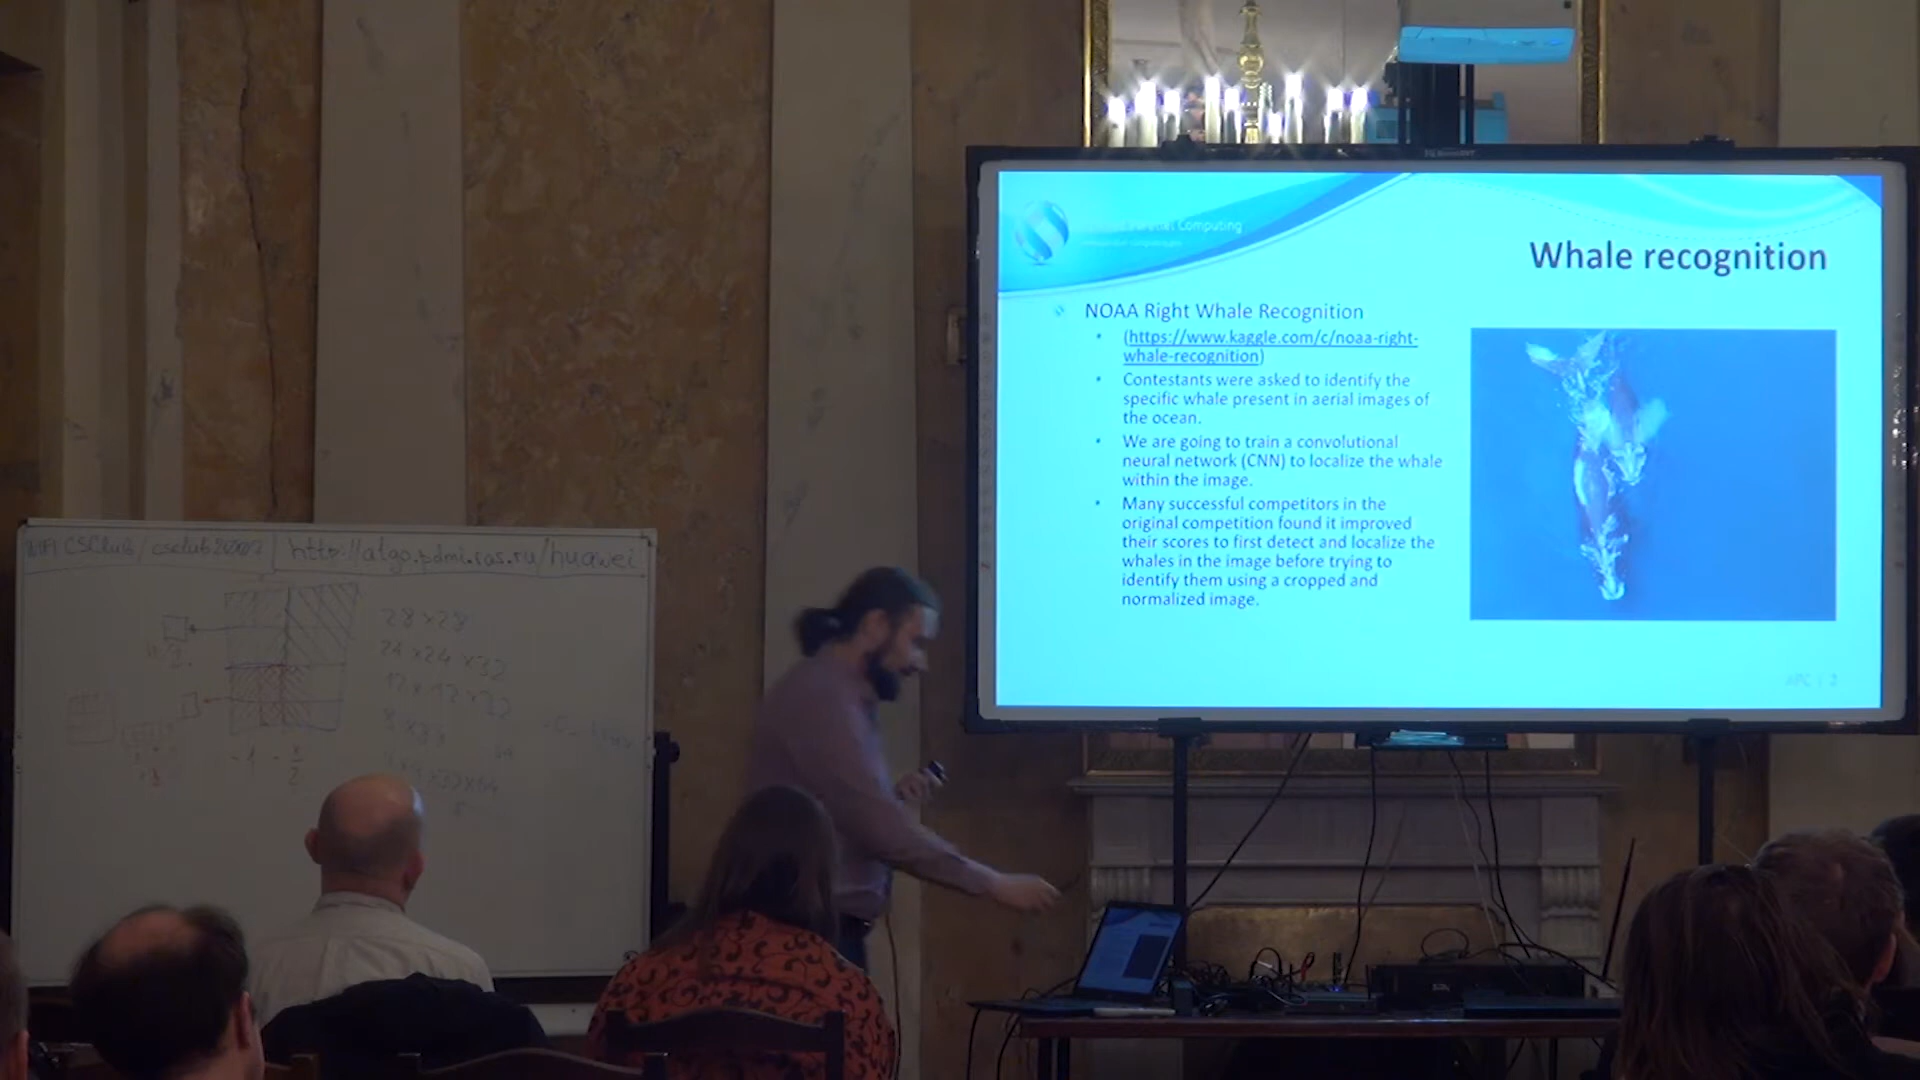 http://algo.pdmi.ras.ru/huawei
28×28
24×24×32
12×12×32
Parallel Computing
Whale recognition
NOAA Right Whale Recognition
(https://www.kaggle.com/c/noaa-right-
whale-recognition)
Contestants were asked to identify the
specific whale present in aerial images of
the ocean.
We are going to train a convolutional
neural network (CNN) to localize the whale
within the image.
Many successful competitors in the
original competition found it improved
their scores to first detect and localize the
whales in the image before trying to
identify them using a cropped and
normalized image.